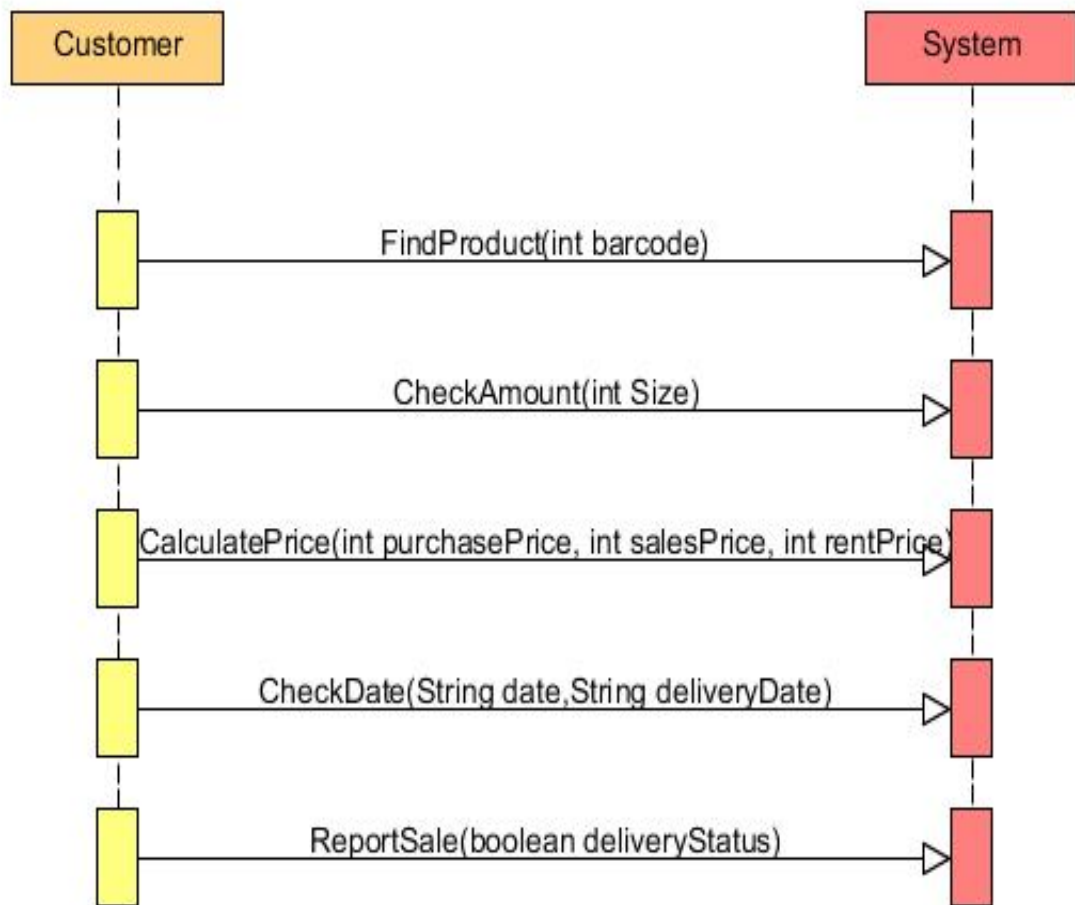 Customer
System
FindProduct(int barcode)
CheckAmount(int Size)
CalculatePrice(int purchasePrice, int salesPrice, int rentPrice)
CheckDate(String date,String deliveryDate)
ReportSale(boolean deliveryStatus)